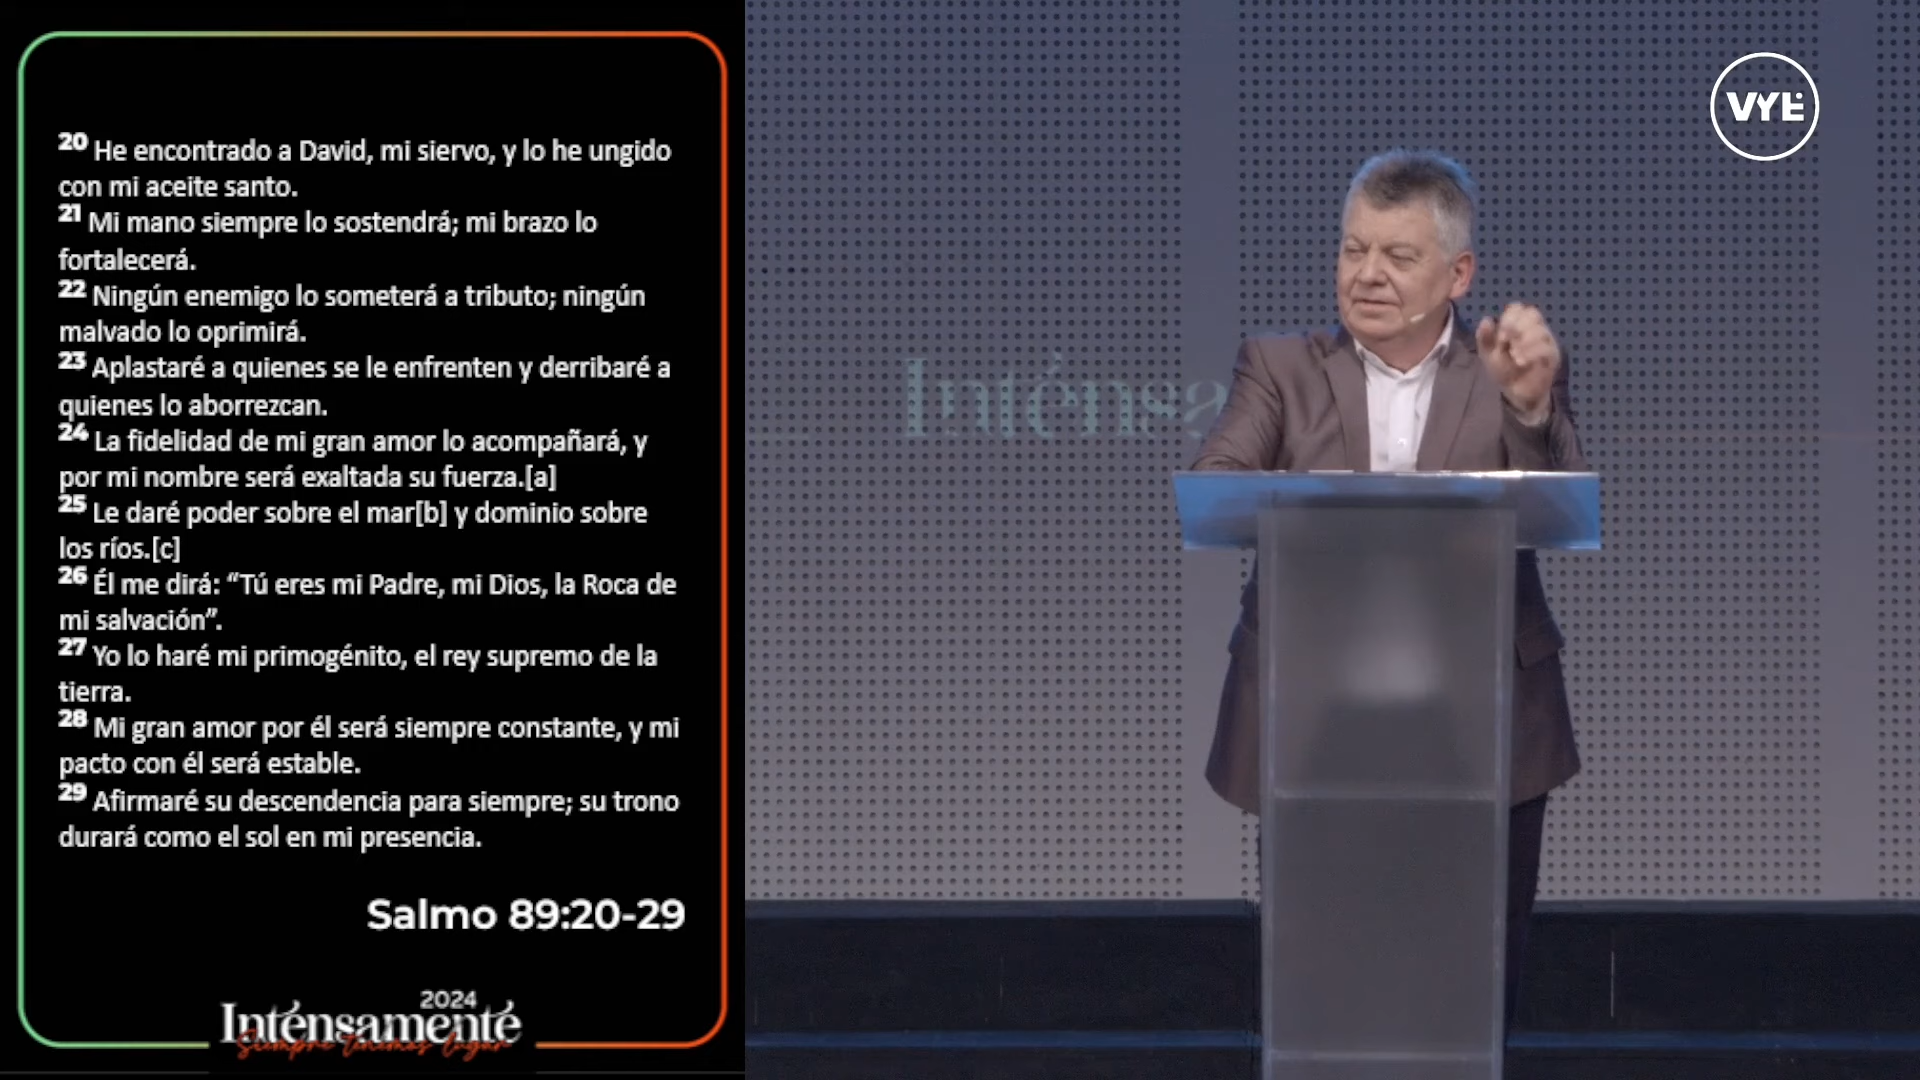 20 He encontrado a David, mi siervo, y lo he ungido
con mi aceite santo.
21 Mi mano siempre lo sostendrá; mi brazo lo
fortalecerá.
22 Ningún enemigo lo someterá a tributo; ningún
malvado lo oprimirá.
23 Aplastaré a quienes se le enfrenten y derribaré a
quienes lo aborrezcan.
24 La fidelidad de mi gran amor lo acompañará, y
por mi nombre será exaltada su fuerza.[a]
25 Le daré poder sobre el mar[b] y dominio sobre
los ríos.[c]
26 Él me dirá: “Tú eres mi Padre, mi Dios, la Roca de
mi salvación”.
27 Yo lo haré mi primogénito, el rey supremo de la
tierra.
28 Mi gran amor por él será siempre constante, y mi
pacto con él será estable.
29 Afirmaré su descendencia para siempre; su trono
durará como el sol en mi presencia.
Salmo 89:20-29
2024
Inténsamenté
Siempre tenemos lugar
VYE
Inténsa